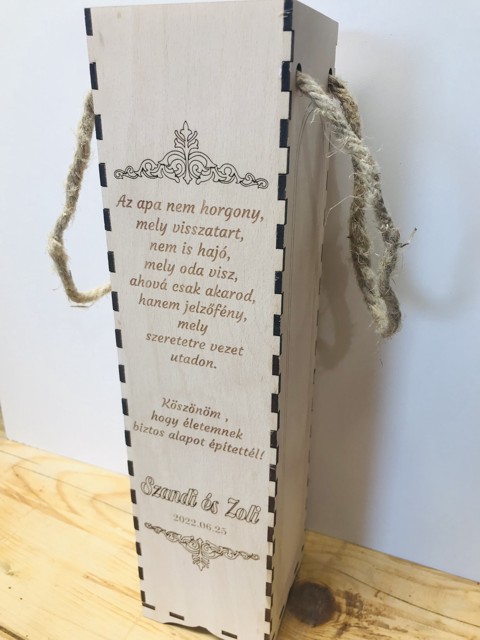 Az apa nem horgony,
mely visszatart,
nem is hajó,
mely oda visz,
ahová csak akarod,
hanem jelzőfény,
mely
szeretetre vezet
utadon.
Köszönöm ,
hogy életemnek
biztos alapot építettél!
Szandi és Zoli
2022.06.25